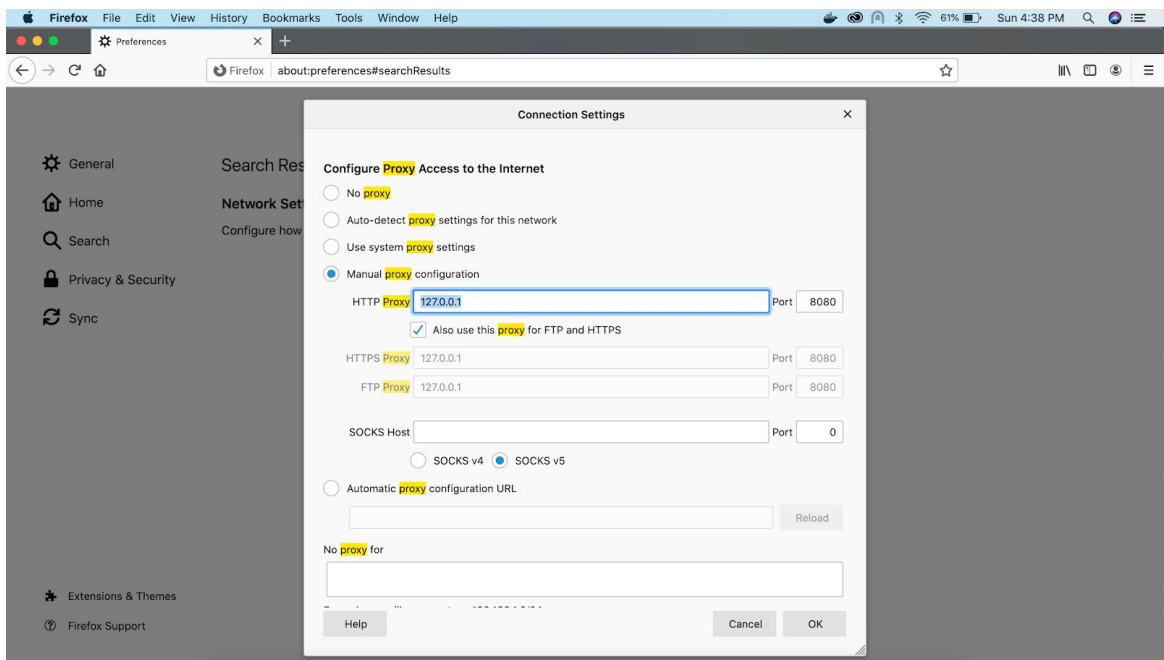 Firefox File Edit View History Bookmarks Tools Window Help 61% Sun 4:38 PM
Preferences
Firefox about:preferences#searchResults
Connection Settings
General
Home
Search
Privacy & Security
Sync
Extensions & Themes
Firefox Support
Search Res
Network Set
Configure how
Configure Proxy Access to the Internet
No proxy
Auto-detect proxy settings for this network
Use system proxy settings
Manual proxy configuration
HTTP Proxy 127.0.0.1 Port 8080
Also use this proxy for FTP and HTTPS
HTTPS Proxy 127.0.0.1 Port 8080
FTP Proxy 127.0.0.1 Port 8080
SOCKS Host Port 0
SOCKS v4 SOCKS v5
Automatic proxy configuration URL
Reload
No proxy for
Help Cancel OK